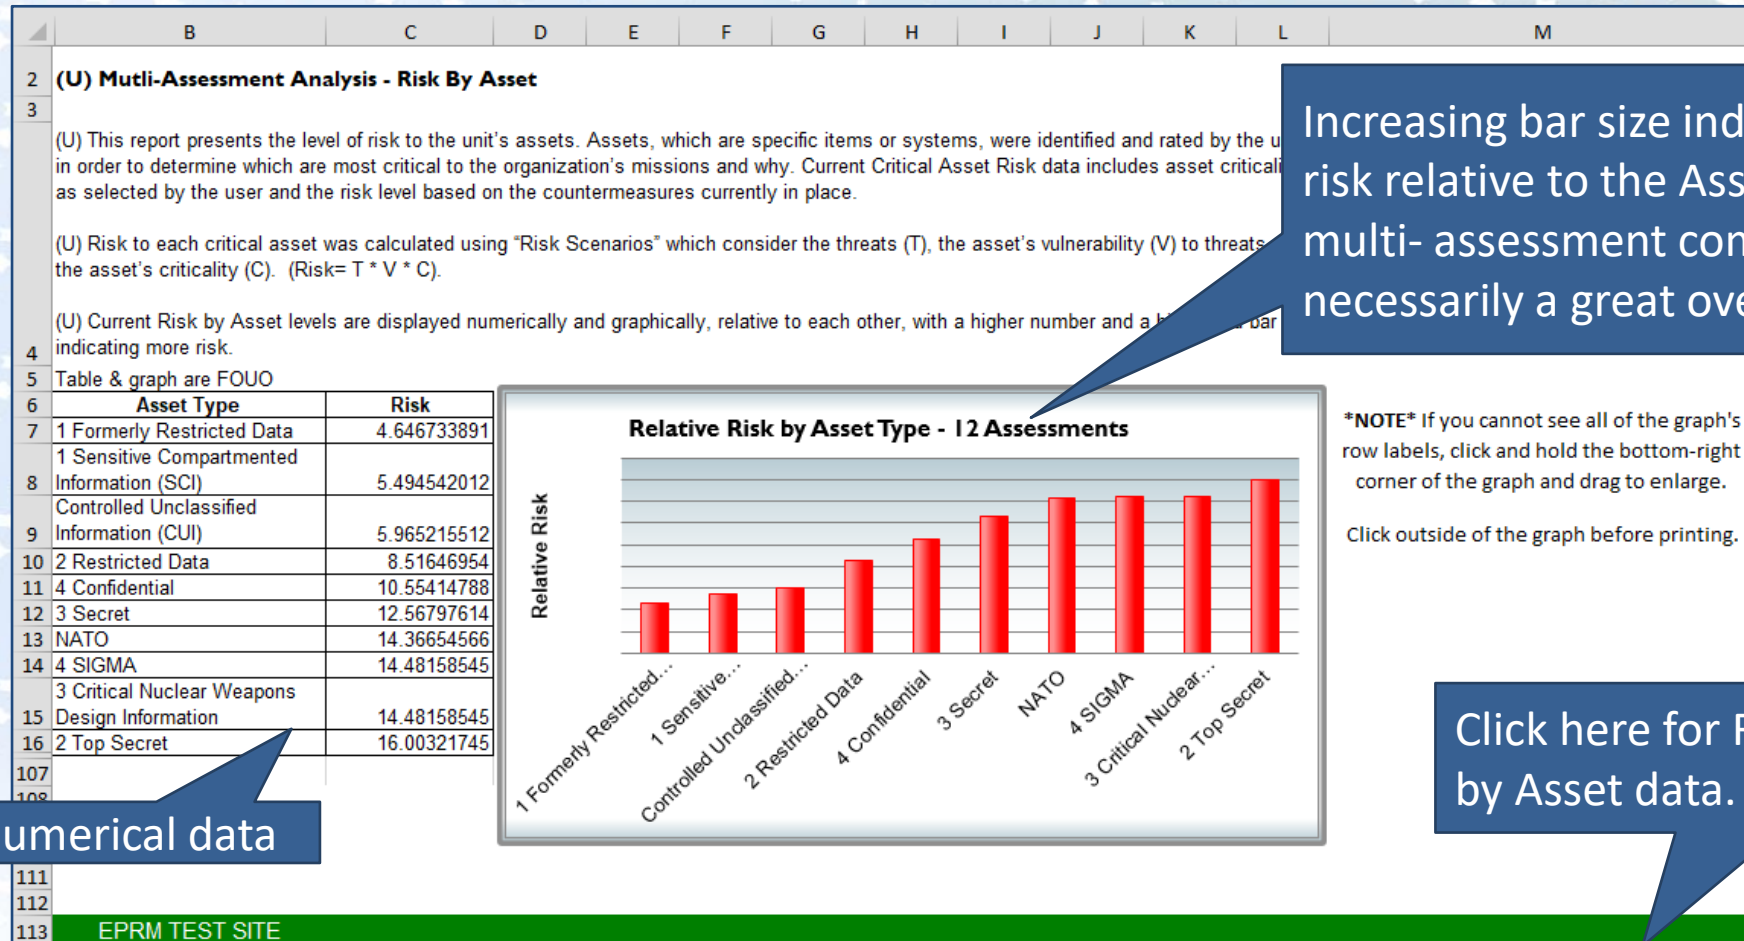 B C D E F G H I J K L M
2 (U) Mutli-Assessment Analysis - Risk By Asset
3
(U) This report presents the level of risk to the unit's assets. Assets, which are specific items or systems, were identified and rated by the
in order to determine which are most critical to the organization's missions and why. Current Critical Asset Risk data includes asset
as selected by the user and the risk level based on the countermeasures currently in place.
(U) Risk to each critical asset was calculated using "Risk Scenarios" which consider the threats (T), the asset's vulnerability (V) to threats
the asset's criticality (C). (Risk= T * V * C).
(U) Current Risk by Asset levels are displayed numerically and graphically, relative to each other, with a higher number and a bar
4 indicating more risk.
Increasing bar size
risk relative to the
multi- assessment
necessarily a great
5 Table & graph are FOUO
6 Asset Type Risk
7 1 Formerly Restricted Data 4.646733891
1 Sensitive Compartmented
8 Information (SCI) 5.494542012
Controlled Unclassified
9 Information (CUI) 5.965215512
10 2 Restricted Data 8.51646954
11 4 Confidential 10.55414788
12 3 Secret 12.56797614
13 NATO 14.36654566
14 4 SIGMA 14.48158545
3 Critical Nuclear Weapons
15 Design Information 14.48158545
16 2 Top Secret 16.00321745
107
Relative Risk by Asset Type - 12 Assessments
Relative Risk
1 Formerly Restricted...
1 Sensitive...
Controlled Unclassified...
2 Restricted Data
4 Confidential
3 Secret
NATO
4 SIGMA
3 Critical Nuclear...
2 Top Secret
*NOTE* If you cannot see all of the graph's
row labels, click and hold the bottom-right
corner of the graph and drag to enlarge.
Click outside of the graph before printing.
Click here for
by Asset data.
umerical data
111
112
113 EPRM TEST SITE